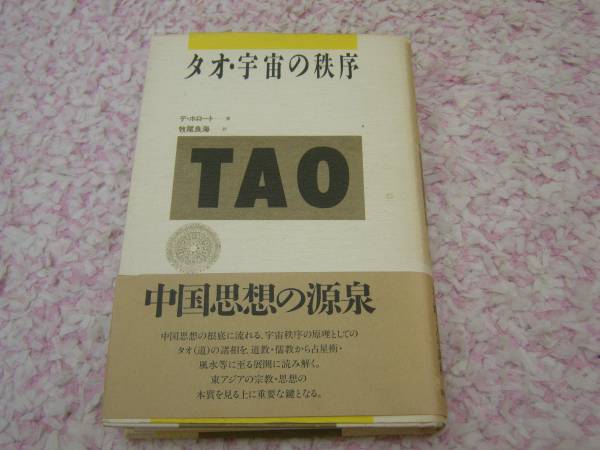 タオ・宇宙の秩序
デ・ホロート 著
牧尾良海 訳
TAO
中国思想の源泉
中国思想の根底に流れる、宇宙秩序の原理としての
タオ(道)の諸相を、道教・儒教から占星術・
風水等に至る展開に読み解く。
東アジアの宗教・思想の
本質を見る上に重要な鍵となる。